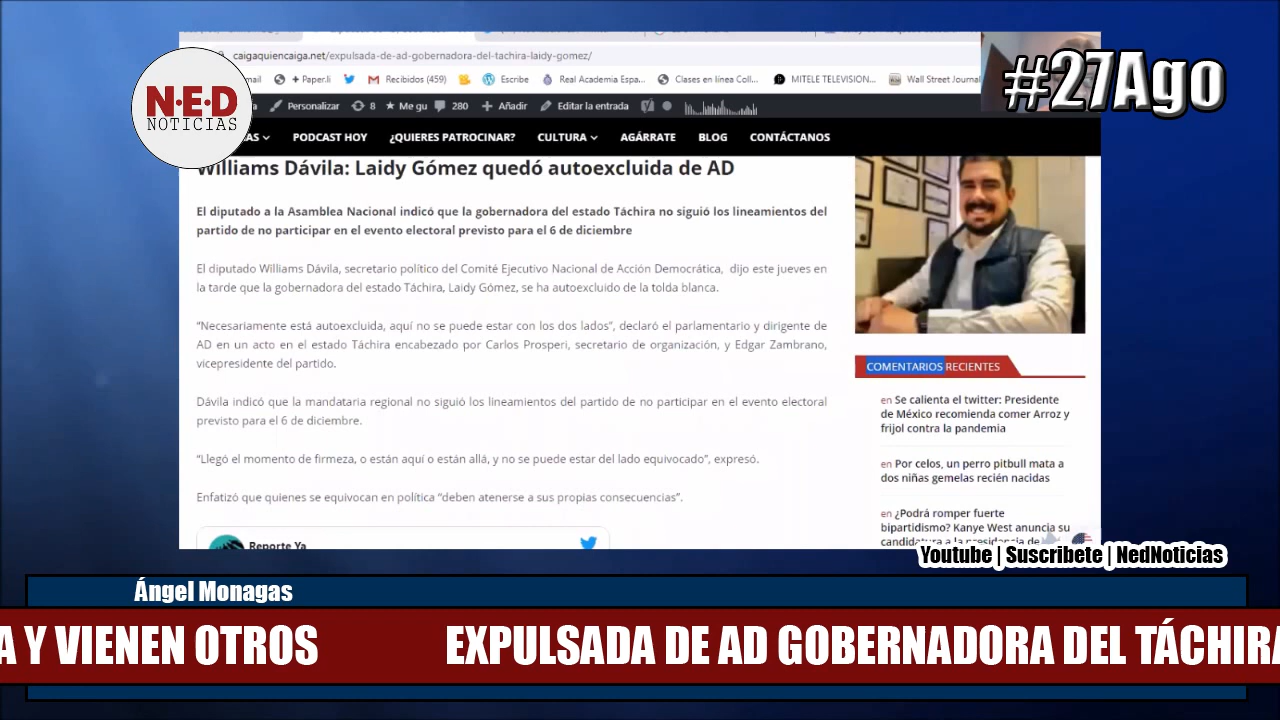 caigaquiencaiga.net/expulsada-de-ad-gobernadora-del-tachira-laidy-gomez/
#27Ago
mail Paper.li Recibidos (459) Escribe Real Academia Espa... Clases en línea Coll... MITELE TELEVISION... Wall Street Journal
N·E·D
NOTICIAS
Personalizar 8 Me gu 280 Añadir Editar la entrada
AS PODCAST HOY ¿QUIERES PATROCINAR? CULTURA AGÁRRATE BLOG CONTÁCTANOS
Williams Dávila: Laidy Gómez quedó autoexcluida de AD
El diputado a la Asamblea Nacional indicó que la gobernadora del estado Táchira no siguió los lineamientos del
partido de no participar en el evento electoral previsto para el 6 de diciembre
El diputado Williams Dávila, secretario político del Comité Ejecutivo Nacional de Acción Democrática, dijo este jueves en
la tarde que la gobernadora del estado Táchira, Laidy Gómez, se ha autoexcluido de la tolda blanca.
“Necesariamente está autoexcluida, aquí no se puede estar con los dos lados”, declaró el parlamentario y dirigente de
AD en un acto en el estado Táchira encabezado por Carlos Prosperi, secretario de organización, y Edgar Zambrano,
vicepresidente del partido.
Dávila indicó que la mandataria regional no siguió los lineamientos del partido de no participar en el evento electoral
previsto para el 6 de diciembre.
“Llegó el momento de firmeza, o están aquí o están allá, y no se puede estar del lado equivocado”, expresó.
Enfatizó que quienes se equivocan en política “deben atenerse a sus propias consecuencias”.
Reporte Ya
COMENTARIOS RECIENTES
en Se calienta el twitter: Presidente
de México recomienda comer Arroz y
frijol contra la pandemia
en Por celos, un perro pitbull mata a
dos niñas gemelas recién nacidas
en ¿Podrá romper fuerte
bipartidismo? Kanye West anuncia su
candidatura a la presidencia de
Youtube | Suscribete | NedNoticias
Ángel Monagas
A Y VIENEN OTROS EXPULSADA DE AD GOBERNADORA DEL TÁCHIRA